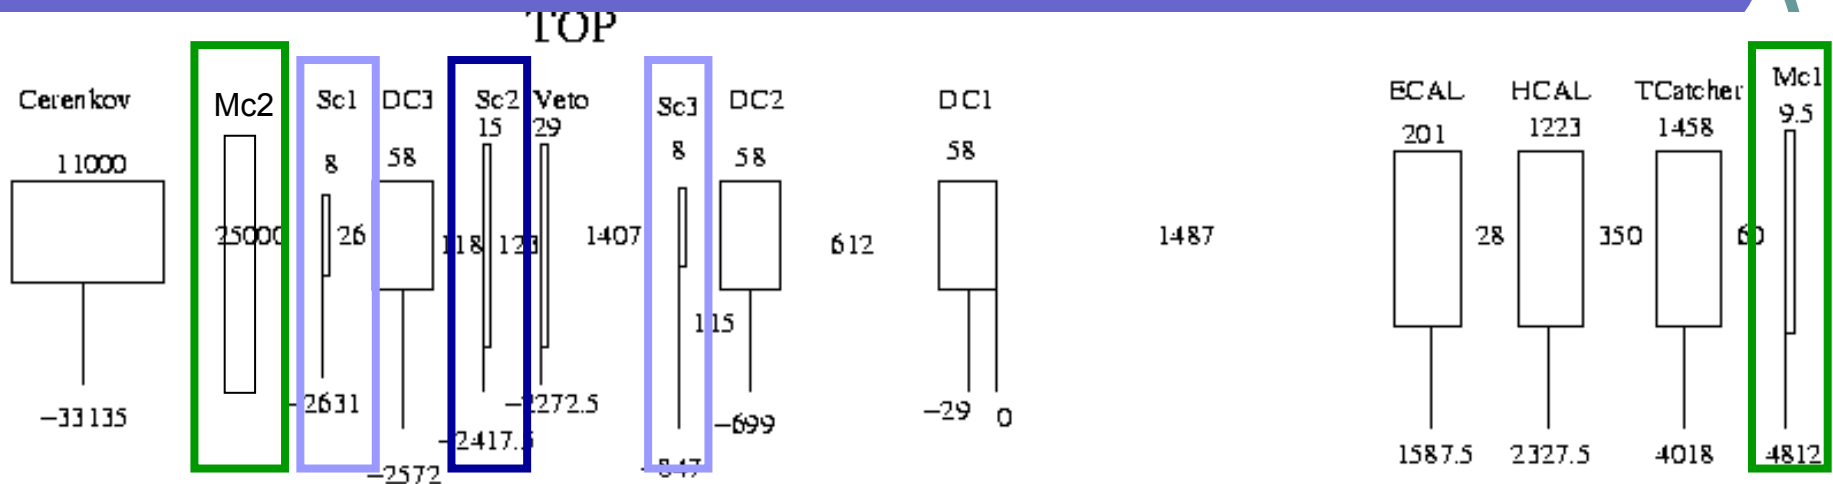 TOP
Cerenkov Mc2 Sc1 DC3 Sc2 Veto Sc3 DC2 DC1 ECAL HCAL TCatcher Mc1
11000 8 58 15 29 8 58 58 201 1223 1458 9.5
25000 26 118 123 1407 612 1487 28 350 60
115
-33135 -2631 -2272.5 -699 -29 0 1587.5 2327.5 4018 4812
-2417.5 -847
-2572